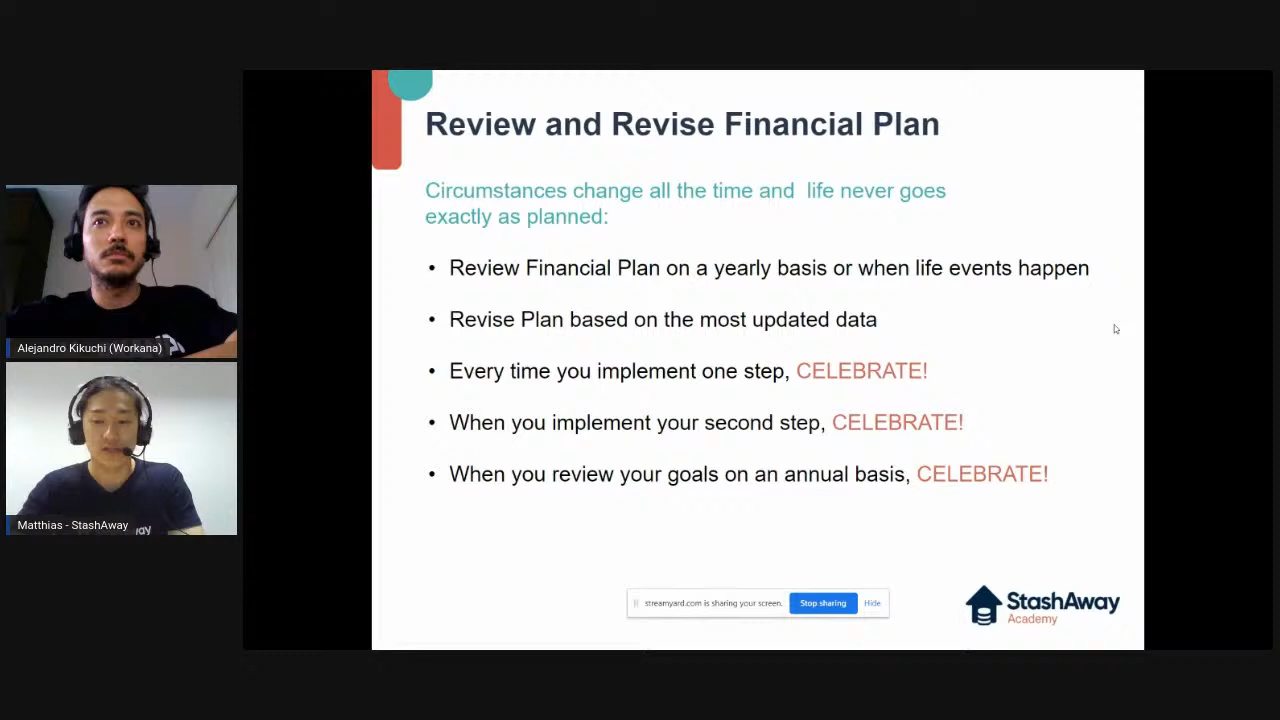 Review and Revise Financial Plan
Circumstances change all the time and life never goes
exactly as planned:
• Review Financial Plan on a yearly basis or when life events happen
• Revise Plan based on the most updated data
• Every time you implement one step, CELEBRATE!
• When you implement your second step, CELEBRATE!
• When you review your goals on an annual basis, CELEBRATE!
Alejandro Kikuchi (Workana)
Matthias - StashAway
streamyard.com is sharing your screen. Stop sharing Hide
StashAway
Academy